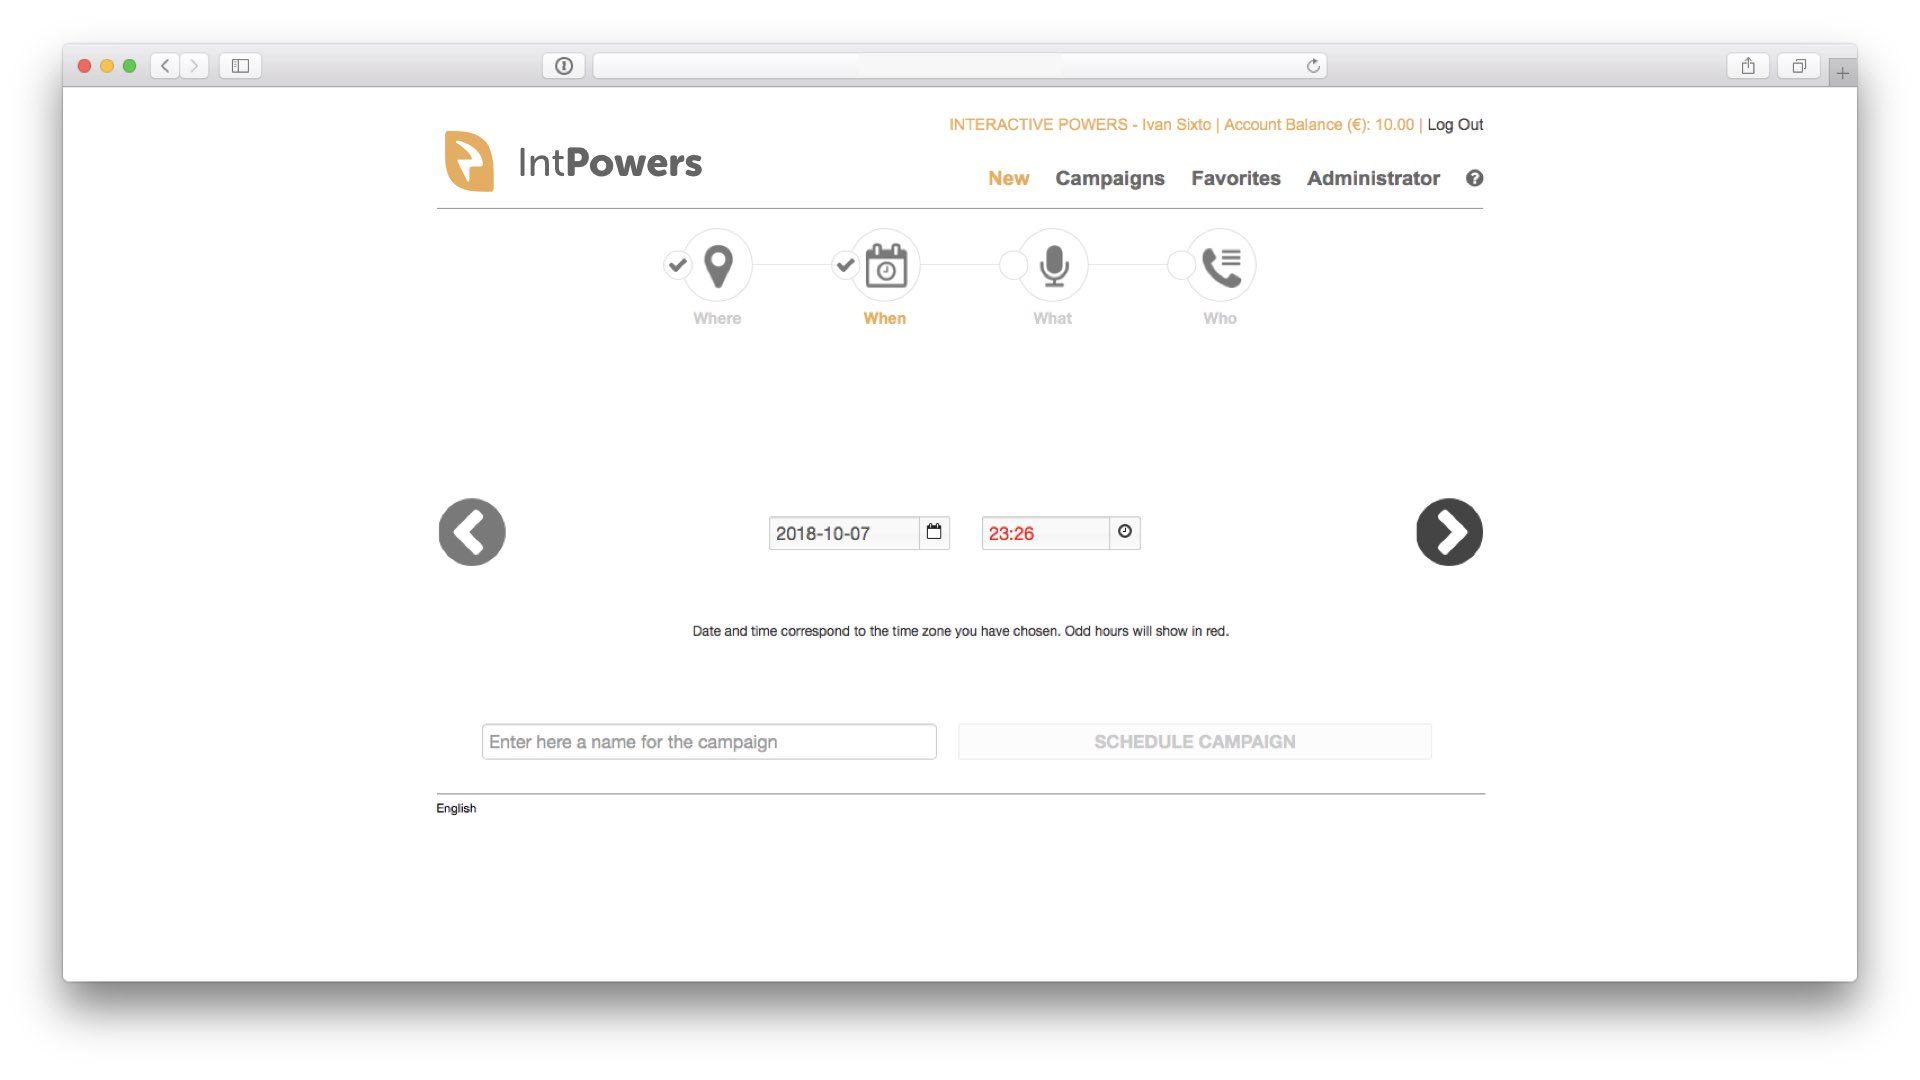 INTERACTIVE POWERS - Ivan Sixto | Account Balance (€): 10.00 | Log Out
IntPowers
New Campaigns Favorites Administrator ?
Where When What Who
2018-10-07 23:26
Date and time correspond to the time zone you have chosen. Odd hours will show in red.
Enter here a name for the campaign SCHEDULE CAMPAIGN
English